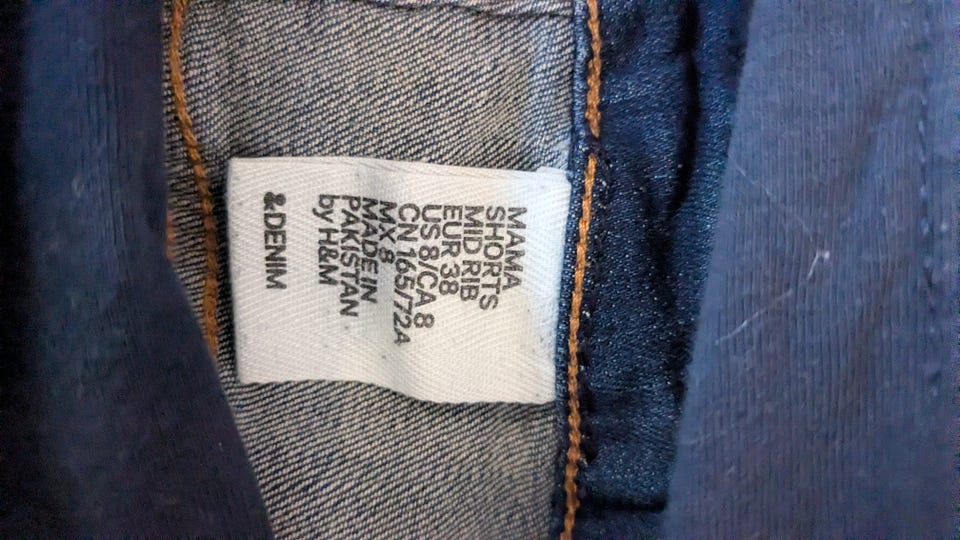 MAMA
SHORTS
MID RIB
EUR 38
US 8/CA 8
CN 165/72A
MX 8
MADE IN
PAKISTAN
by H&M
&DENIM